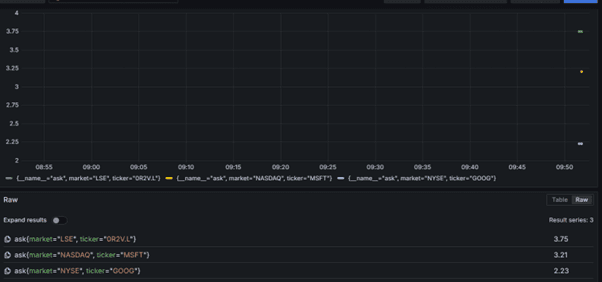 4
3.75
3.5
3.25
3
2.75
2.5
2.25
2
08:55 09:00 09:05 09:10 09:15 09:20 09:25 09:30 09:35 09:40 09:45 09:50
{__name__="ask", market="LSE", ticker="0R2V.L"} {__name__="ask", market="NASDAQ", ticker="MSFT"} {__name__="ask", market="NYSE", ticker="GOOG"}
Raw Table Raw
Expand results Result series: 3
ask{market="LSE", ticker="0R2V.L"} 3.75
ask{market="NASDAQ", ticker="MSFT"} 3.21
ask{market="NYSE", ticker="GOOG"} 2.23